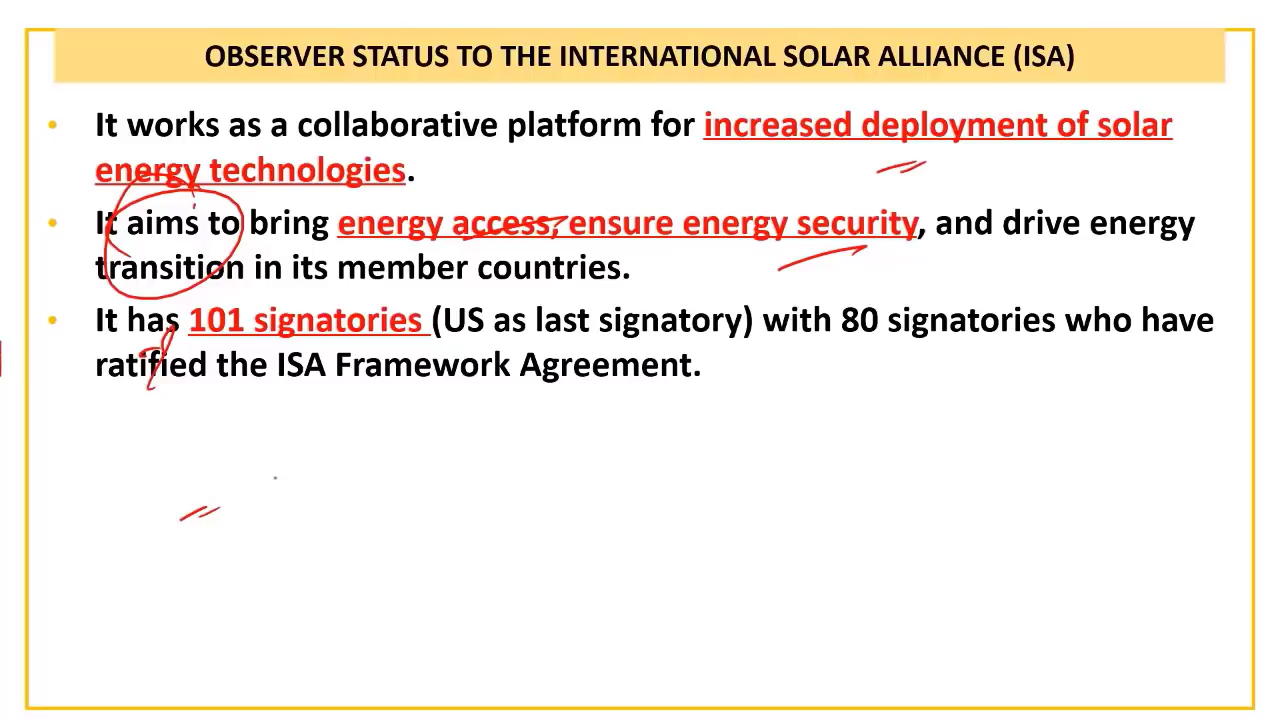 OBSERVER STATUS TO THE INTERNATIONAL SOLAR ALLIANCE (ISA)
• It works as a collaborative platform for increased deployment of solar
energy technologies.
• It aims to bring energy access, ensure energy security, and drive energy
transition in its member countries.
• It has 101 signatories (US as last signatory) with 80 signatories who have
ratified the ISA Framework Agreement.